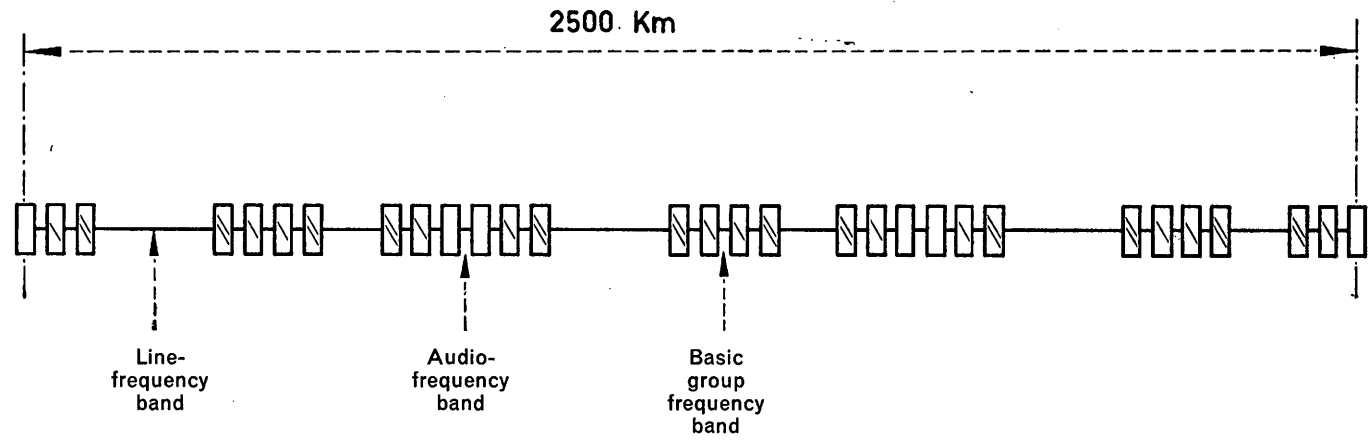 2500 Km
Line-
frequency
band
Audio-
frequency
band
Basic
group
frequency
band